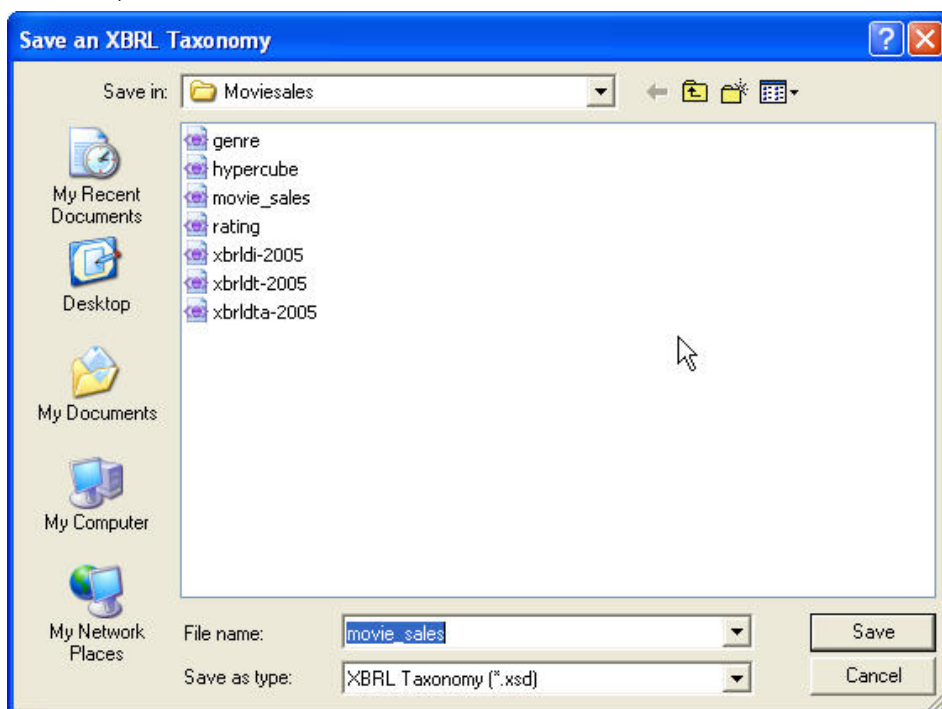 Save an XBRL Taxonomy
Save in:
Moviesales
My Recent
Documents
Desktop
My Documents
My Computer
My Network
Places
genre
hypercube
movie_sales
rating
xbrldi-2005
xbrldt-2005
xbrldta-2005
File name:
movie_sales
Save
Save as type:
XBRL Taxonomy (*.xsd)
Cancel